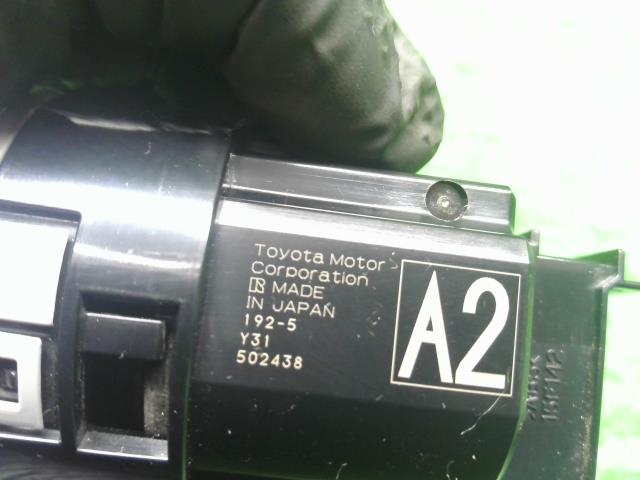 Toyota Motor
Corporation
MADE
IN JAPAN
192-5
Y31
502438
A2